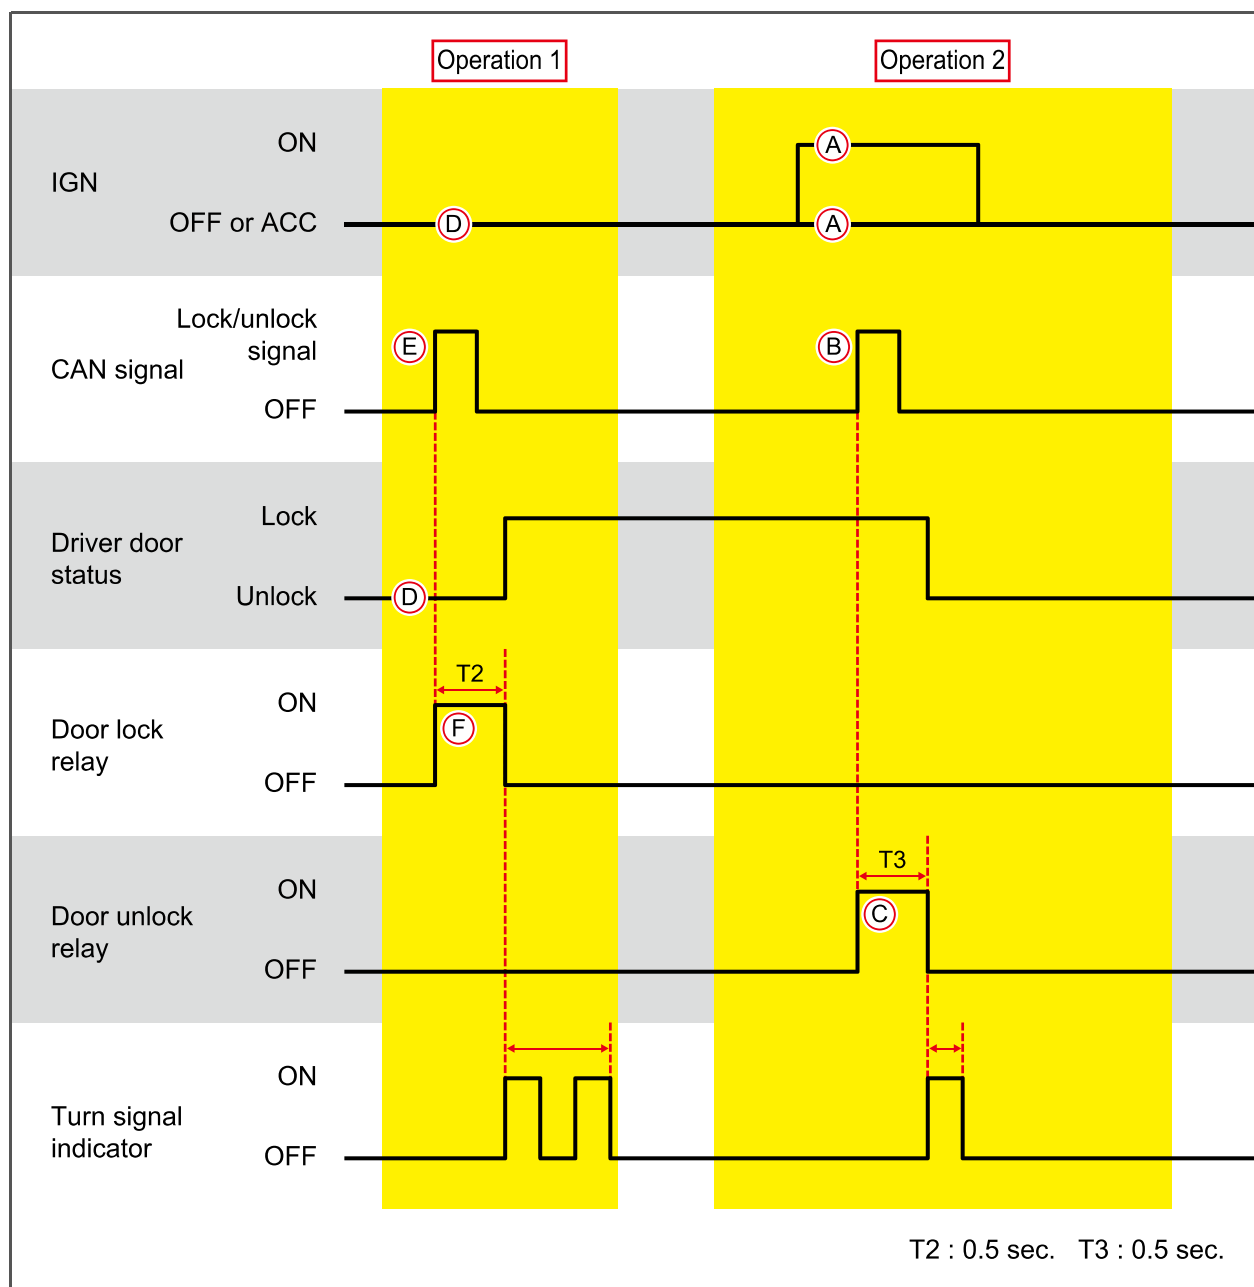 Operation 1
Operation 2
ON
A
IGN
OFF or ACC
D
A
Lock/unlock
signal
E
B
CAN signal
OFF
Lock
Driver door
status
Unlock
D
T2
ON
F
Door lock
relay
OFF
T3
ON
C
Door unlock
relay
OFF
ON
Turn signal
indicator
OFF
T2 : 0.5 sec. T3 : 0.5 sec.